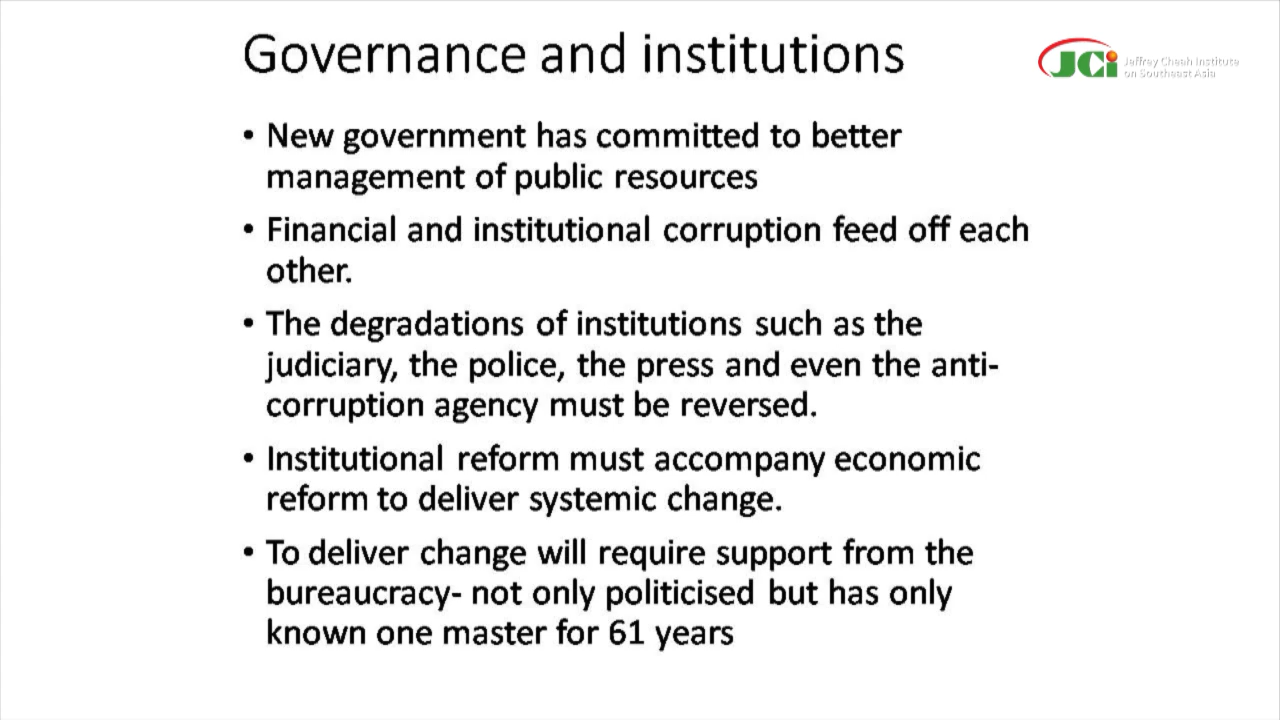 Governance and institutions
JCi Jeffrey Cheah Institute
on Southeast Asia
• New government has committed to better
management of public resources
• Financial and institutional corruption feed off each
other.
• The degradations of institutions such as the
judiciary, the police, the press and even the anti-
corruption agency must be reversed.
• Institutional reform must accompany economic
reform to deliver systemic change.
• To deliver change will require support from the
bureaucracy- not only politicised but has only
known one master for 61 years